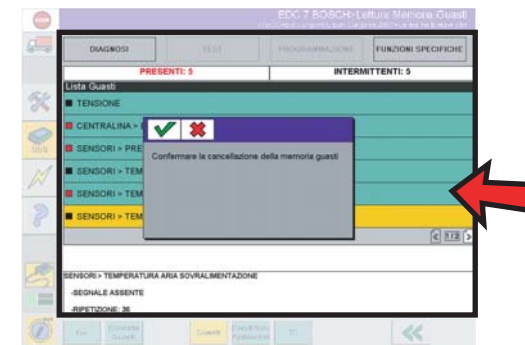 EDC 7 BOSCH>Lettura Memoria Guasti
DIAGNOSI
TEST
PROGRAMMAZIONE
FUNZIONI SPECIFICHE
PRESENTI: 5
INTERMITTENTI: 5
Lista Guasti
TENSIONE
CENTRALINA >
SENSORI > PRE
SENSORI > TEM
SENSORI > TEM
SENSORI > TEM
Confermare la cancellazione della memoria guasti
1/2
SENSORI > TEMPERATURA ARIA SOVRALIMENTAZIONE
-SEGNALE ASSENTE
-RIPETIZIONE: 36
Guasti